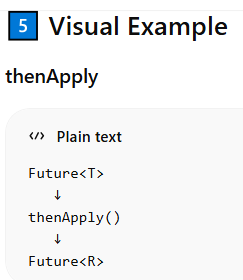 5 Visual Example
thenApply
</> Plain text
Future<T>
↓
thenApply()
↓
Future<R>